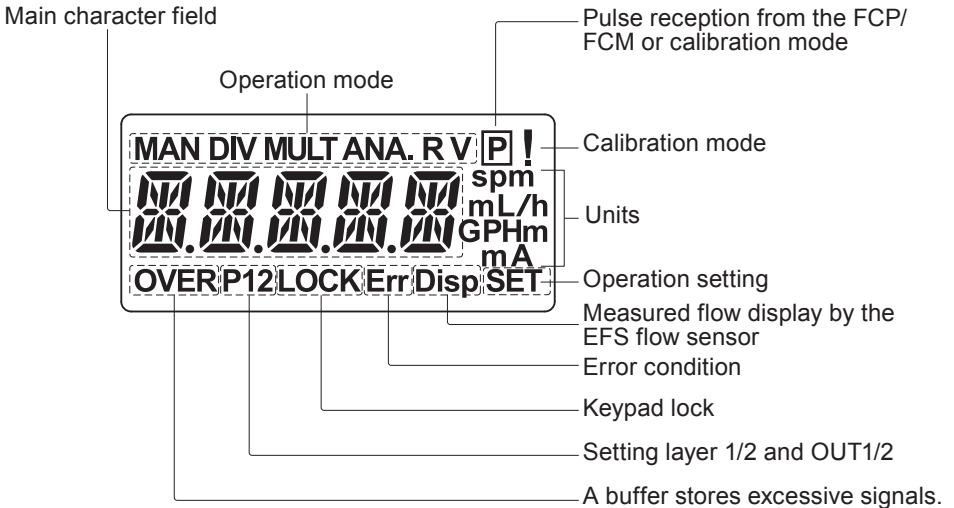 Main character field
Pulse reception from the FCP/
FCM or calibration mode
Operation mode
MAN DIV MULT ANA. R V P !
Calibration mode
spm
mL/h
Units
GPHm
mA
OVER P12 LOCK Err Disp SET
Operation setting
Measured flow display by the
EFS flow sensor
Error condition
Keypad lock
Setting layer 1/2 and OUT1/2
A buffer stores excessive signals.